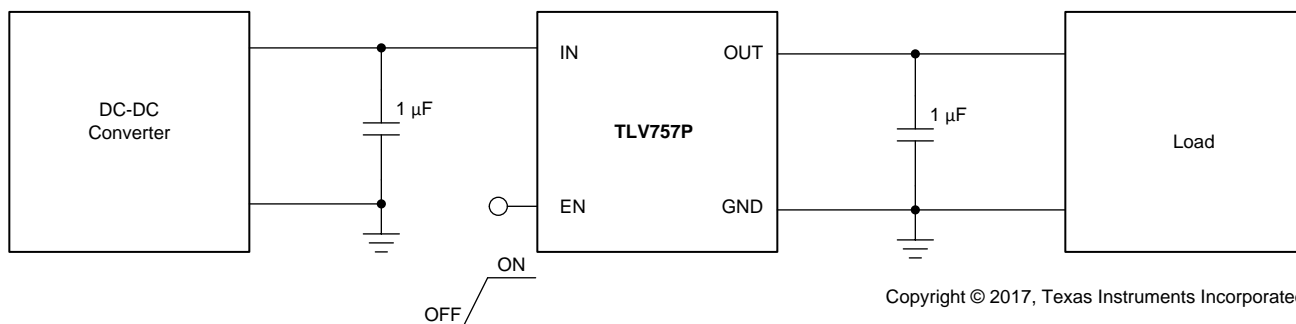 DC-DC
Converter
1 µF
IN
OUT
TLV757P
EN
GND
1 µF
Load
ON
OFF
Copyright © 2017, Texas Instruments Incorporated